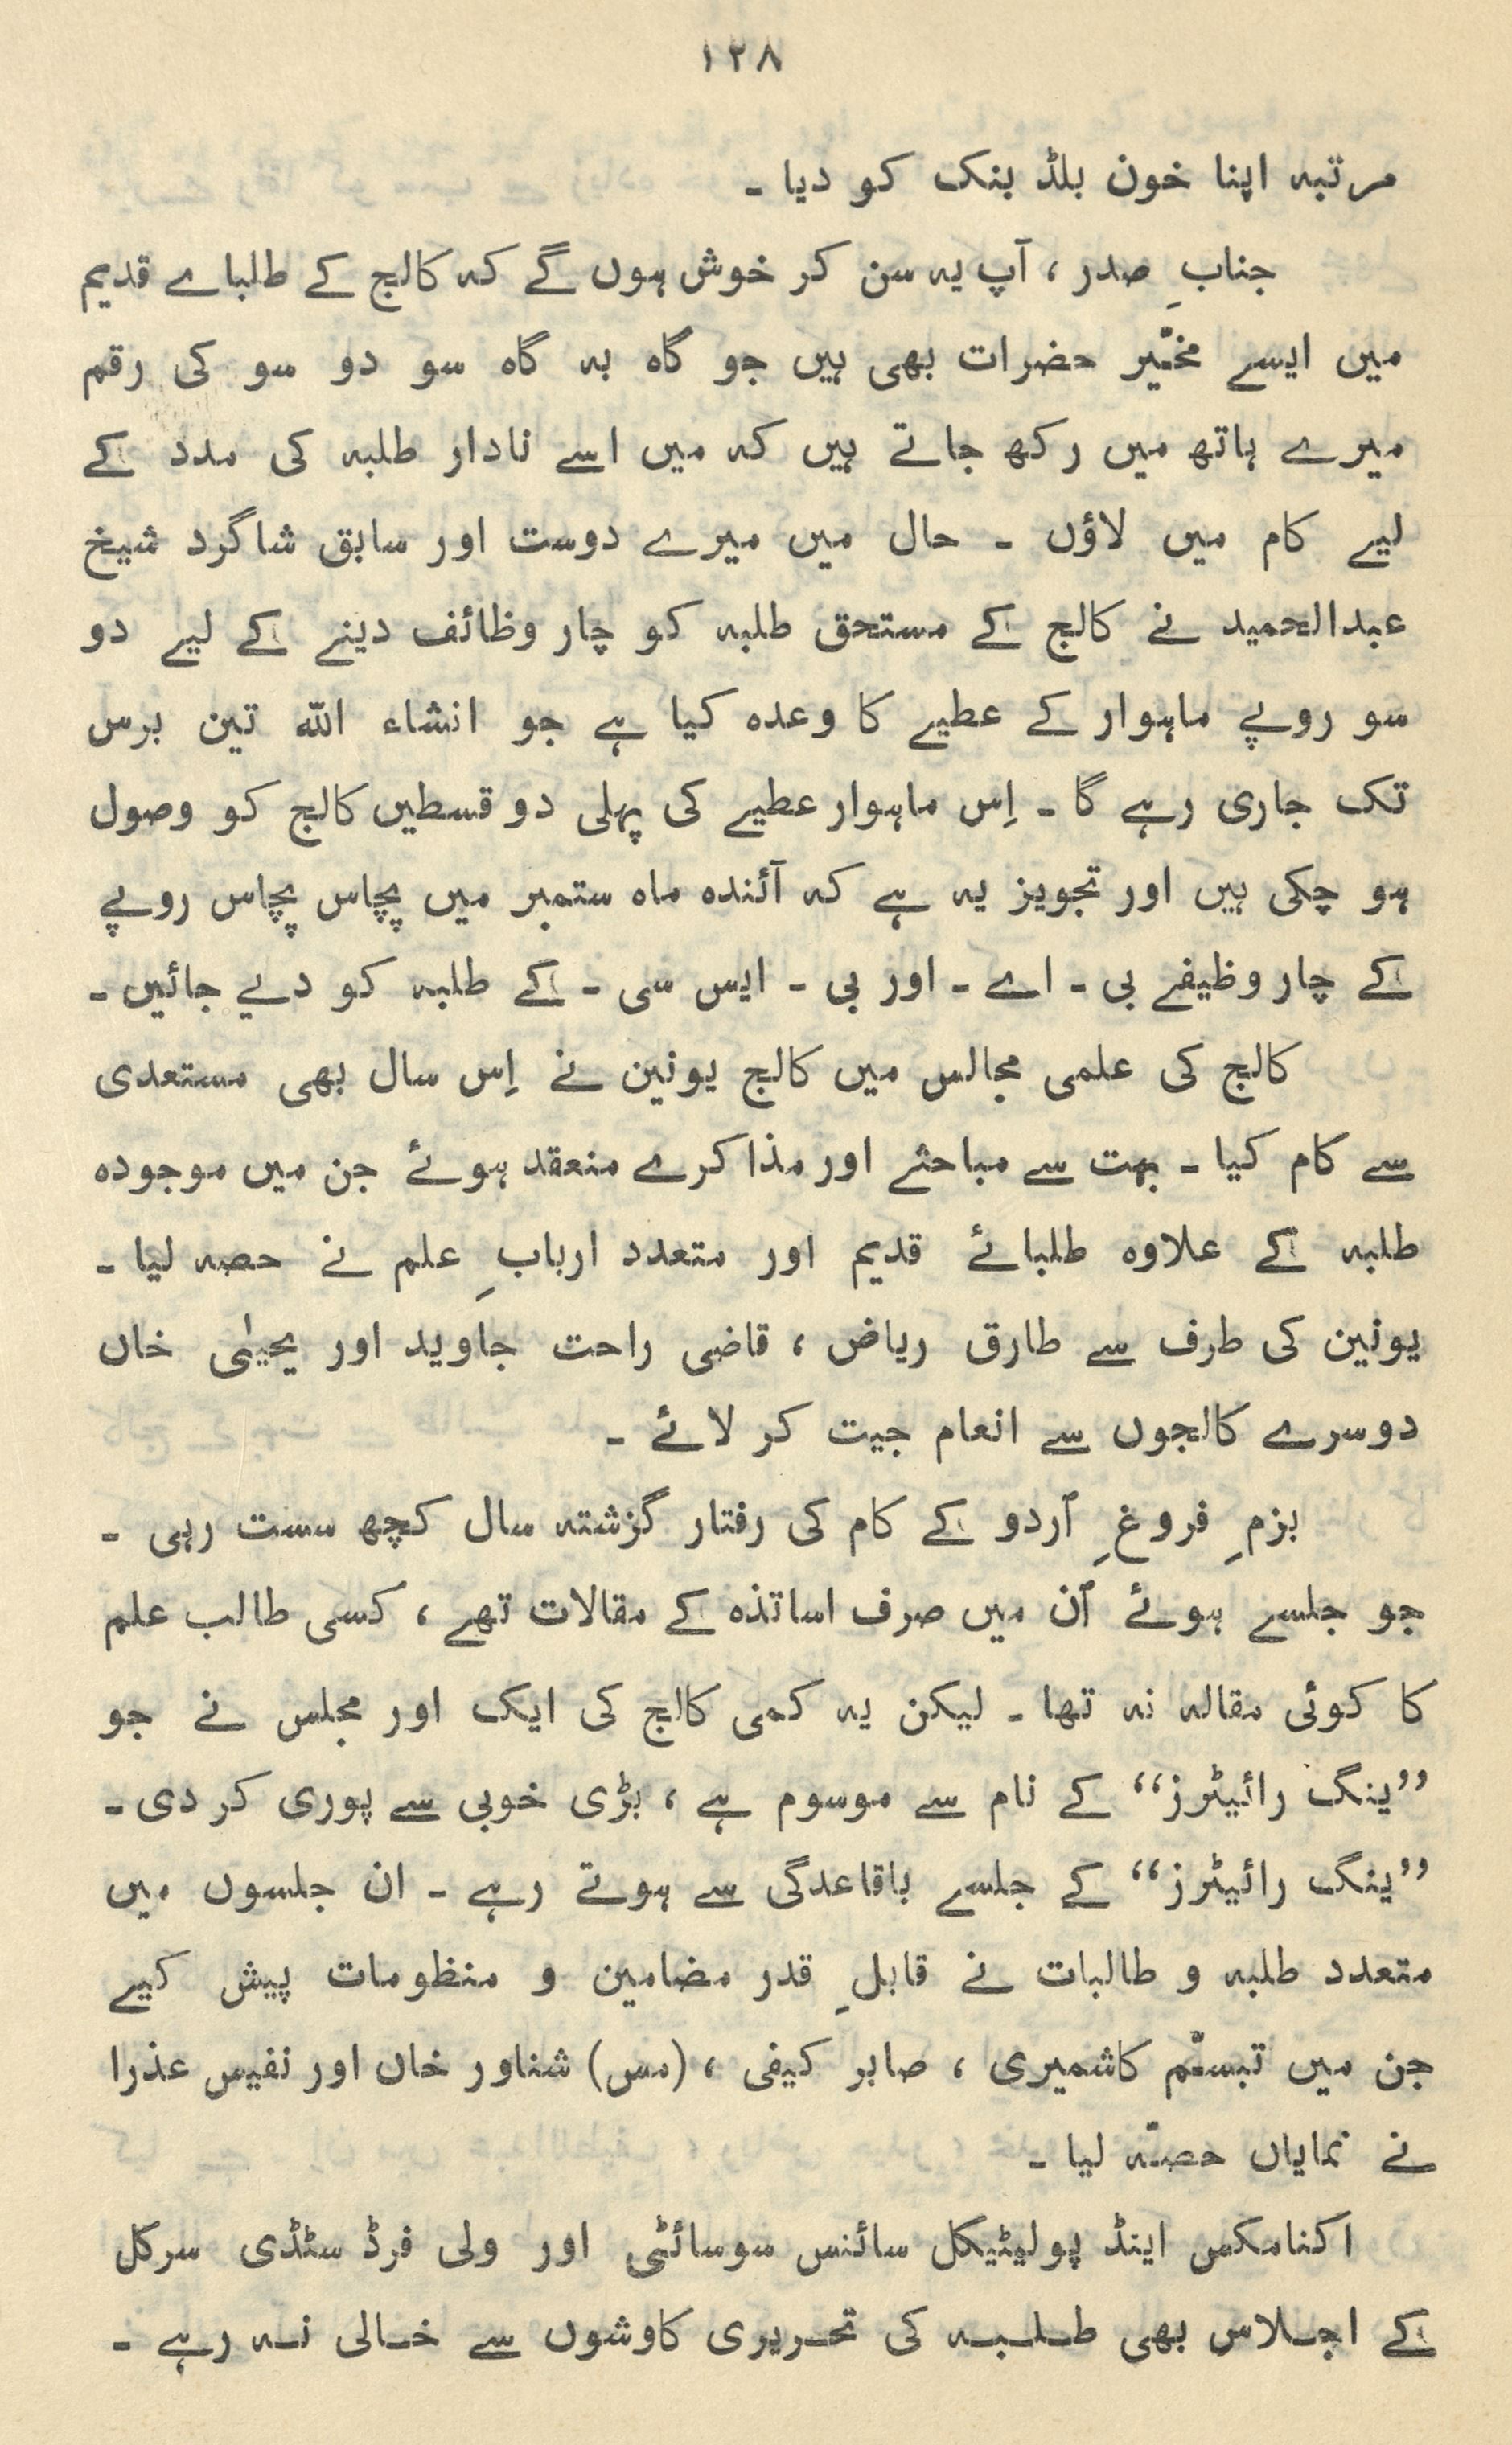 ۱۲۸
مرتبہ اپنا خون بلڈ بنک کو دیا ۔
جنابِ صدر ، آپ یہ سن کر خوش ہوں گے کہ کالج کے طلباے قدیم
میں ایسے مخیّر حضرات بھی ہیں جو گاہ بہ گاہ سو دو سو کی رقم
میرے ہاتھ میں رکھ جاتے ہیں کہ میں اسے نادار طلبہ کی مدد کے
لیے کام میں لاؤں ۔ حال میں میرے دوست اور سابق شاگرد شیخ
عبدالحمید نے کالج کے مستحق طلبہ کو چار وظائف دینے کے لیے دو
سو روپے ماہوار کے عطیے کا وعدہ کیا ہے جو انشاء اللہ تین برس
تک جاری رہے گا ۔ اِس ماہوار عطیے کی پہلی دو قسطیں کالج کو وصول
ہو چکی ہیں اور تجویز یہ ہے کہ آئندہ ماہ ستمبر میں پچاس پچاس روپے
کے چار وظیفے بی ۔ اے ۔ اور بی ۔ ایس سی ۔ کے طلبہ کو دیے جائیں ۔
کالج کی علمی مجالس میں کالج یونین نے اِس سال بھی مستعدی
سے کام کیا ۔ بہت سے مباحثے اور مذاکرے منعقد ہوئے جن میں موجودہ
طلبہ کے علاوہ طلبائے قدیم اور متعدد اربابِ علم نے حصہ لیا ۔
یونین کی طرف سے طارق ریاض ، قاضی راحت جاوید اور یحییٰ خاں
دوسرے کالجوں سے انعام جیت کر لائے ۔
بزمِ فروغِ اُردو کے کام کی رفتار گزشتہ سال کچھ سست رہی ۔
جو جلسے ہوئے اُن میں صرف اساتذہ کے مقالات تھے ، کسی طالب علم
کا کوئی مقالہ نہ تھا ۔ لیکن یہ کمی کالج کی ایک اور مجلس نے جو
”ینگ رائیٹرز“ کے نام سے موسوم ہے ، بڑی خوبی سے پوری کر دی ۔
”ینگ رائیٹرز“ کے جلسے باقاعدگی سے ہوتے رہے ۔ ان جلسوں میں
متعدد طلبہ و طالبات نے قابلِ قدر مضامین و منظومات پیش کیے
جن میں تبسّم کاشمیری ، صابر کیفی ، (مس) شناور خاں اور نفیس عذرا
نے نمایاں حصّہ لیا ۔
اکنامکس اینڈ پولیٹیکل سائنس سوسائٹی اور ولی فرڈ سٹڈی سرکل
کے اجلاس بھی طلبہ کی تحریری کاوشوں سے خالی نہ رہے ۔